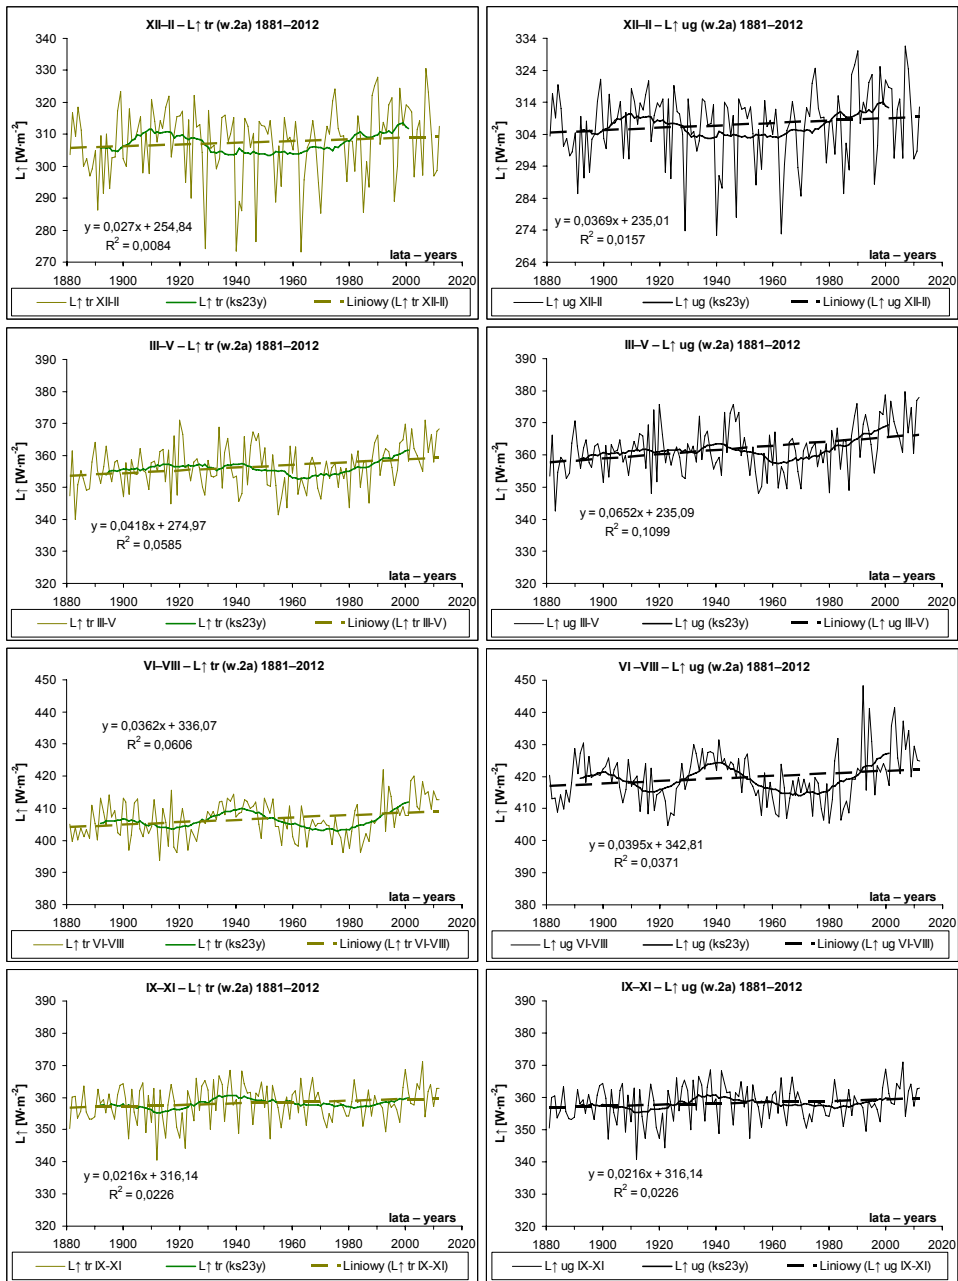 XII–II – L↑ tr (w.2a) 1881–2012
L↑ [W·m-2]
340
330
320
310
300
290
280
270
y = 0,027x + 254,84
R2 = 0,0084
lata – years
1880 1900 1920 1940 1960 1980 2000 2020
L↑ tr XII-II L↑ tr (ks23y) Liniowy (L↑ tr XII-II)
XII–II – L↑ ug (w.2a) 1881–2012
L↑ [W·m-2]
334
324
314
304
294
284
274
264
y = 0,0369x + 235,01
R2 = 0,0157
lata – years
1880 1900 1920 1940 1960 1980 2000 2020
L↑ ug XII-II L↑ ug (ks23y) Liniowy (L↑ ug XII-II)
III–V – L↑ tr (w.2a) 1881–2012
L↑ [W·m-2]
390
380
370
360
350
340
330
320
y = 0,0418x + 274,97
R2 = 0,0585
lata – years
1880 1900 1920 1940 1960 1980 2000 2020
L↑ tr III-V L↑ tr (ks23y) Liniowy (L↑ tr III-V)
III–V – L↑ ug (w.2a) 1881–2012
L↑ [W·m-2]
390
380
370
360
350
340
330
320
y = 0,0652x + 235,09
R2 = 0,1099
lata – years
1880 1900 1920 1940 1960 1980 2000 2020
L↑ ug III-V L↑ ug (ks23y) Liniowy (L↑ ug III-V)
VI–VIII – L↑ tr (w.2a) 1881–2012
L↑ [W·m-2]
450
440
430
420
410
400
390
380
y = 0,0362x + 336,07
R2 = 0,0606
lata – years
1880 1900 1920 1940 1960 1980 2000 2020
L↑ tr VI-VIII L↑ tr (ks23y) Liniowy (L↑ tr VI-VIII)
VI–VIII – L↑ ug (w.2a) 1881–2012
L↑ [W·m-2]
450
440
430
420
410
400
390
380
y = 0,0395x + 342,81
R2 = 0,0371
lata – years
1880 1900 1920 1940 1960 1980 2000 2020
L↑ ug VI-VIII L↑ ug (ks23y) Liniowy (L↑ ug VI-VIII)
IX–XI – L↑ tr (w.2a) 1881–2012
L↑ [W·m-2]
390
380
370
360
350
340
330
320
y = 0,0216x + 316,14
R2 = 0,0226
lata – years
1880 1900 1920 1940 1960 1980 2000 2020
L↑ tr IX-XI L↑ tr (ks23y) Liniowy (L↑ tr IX-XI)
IX–XI – L↑ ug (w.2a) 1881–2012
L↑ [W·m-2]
390
380
370
360
350
340
330
320
y = 0,0216x + 316,14
R2 = 0,0226
lata – years
1880 1900 1920 1940 1960 1980 2000 2020
L↑ ug IX-XI L↑ ug (ks23y) Liniowy (L↑ ug IX-XI)